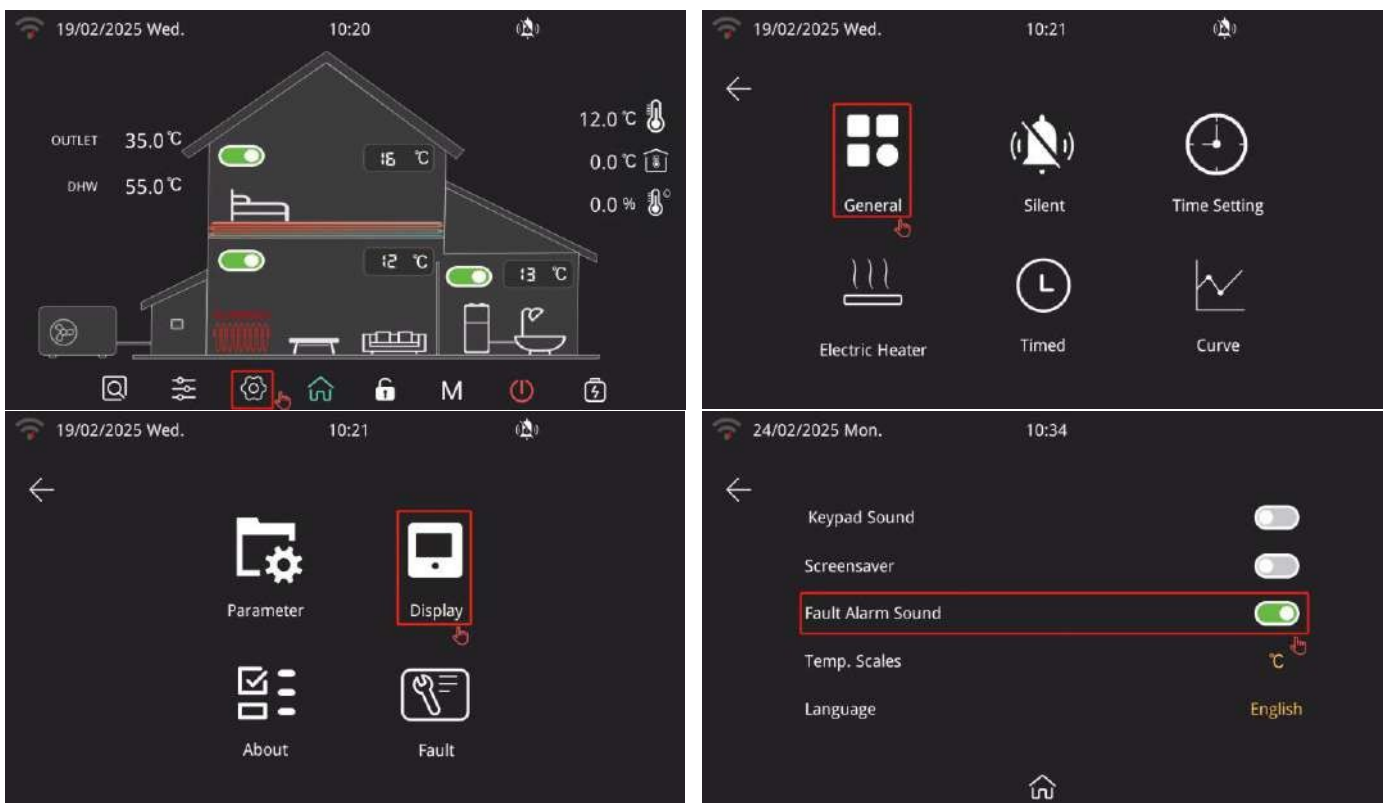 19/02/2025 Wed. 10:20
OUTLET 35.0℃
DHW 55.0℃
12.0 ℃
0.0 ℃
0.0 %
16 ℃
12 ℃
13 ℃
M
19/02/2025 Wed. 10:21
General
Silent
Time Setting
Electric Heater
Timed
Curve
19/02/2025 Wed. 10:21
Parameter
Display
About
Fault
24/02/2025 Mon. 10:34
Keypad Sound
Screensaver
Fault Alarm Sound
Temp. Scales ℃
Language English